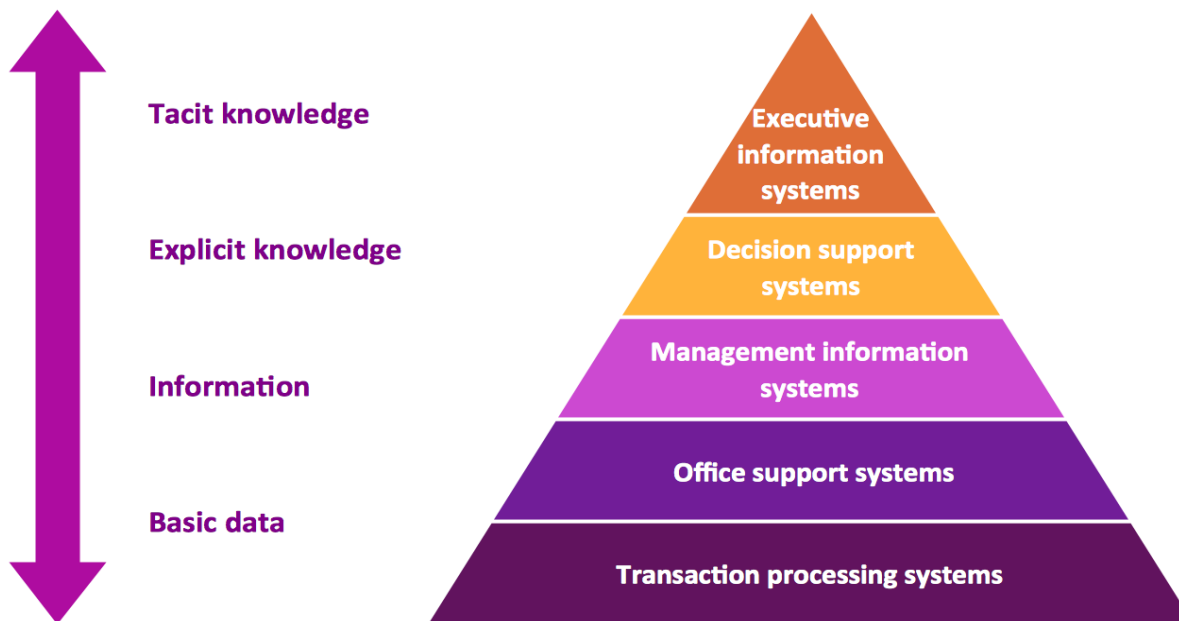 Tacit knowledge
Explicit knowledge
Information
Basic data
Executive
information
systems
Decision support
systems
Management information
systems
Office support systems
Transaction processing systems